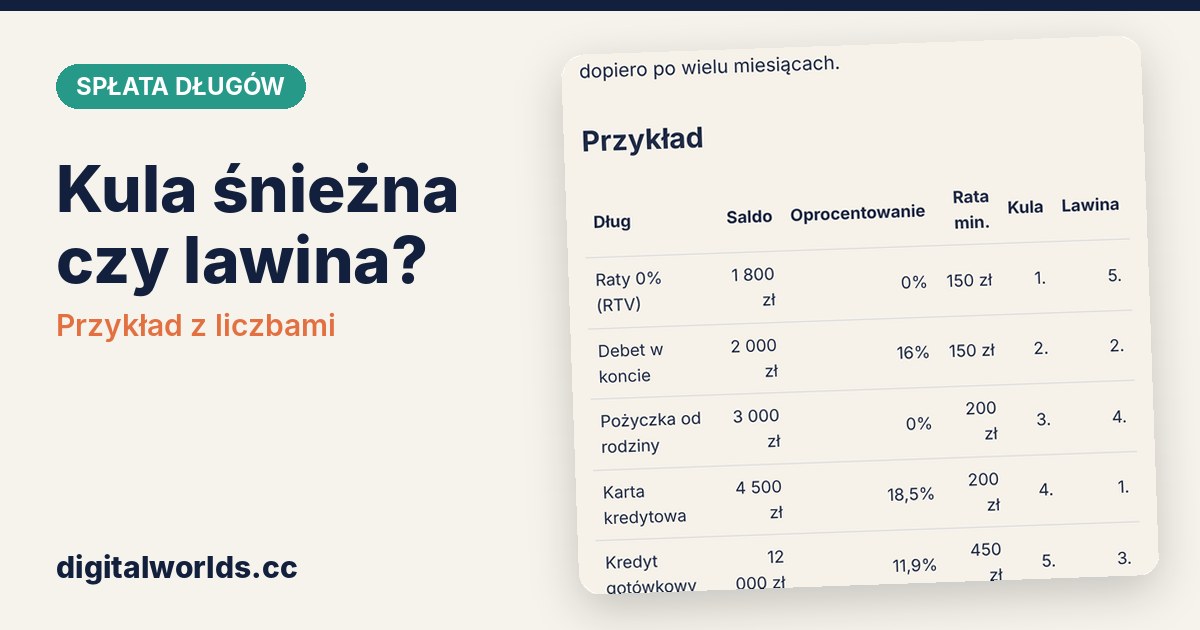 SPŁATA DŁUGÓW
Kula śnieżna
czy lawina?
Przykład z liczbami
digitalworlds.cc
dopiero po wielu miesiącach.
Przykład
Dług Saldo Oprocentowanie Rata min. Kula Lawina
Raty 0% (RTV) 1 800 zł 0% 150 zł 1. 5.
Debet w koncie 2 000 zł 16% 150 zł 2. 2.
Pożyczka od rodziny 3 000 zł 0% 200 zł 3. 4.
Karta kredytowa 4 500 zł 18,5% 200 zł 4. 1.
Kredyt gotówkowy 12 000 zł 11,9% 450 zł 5. 3.